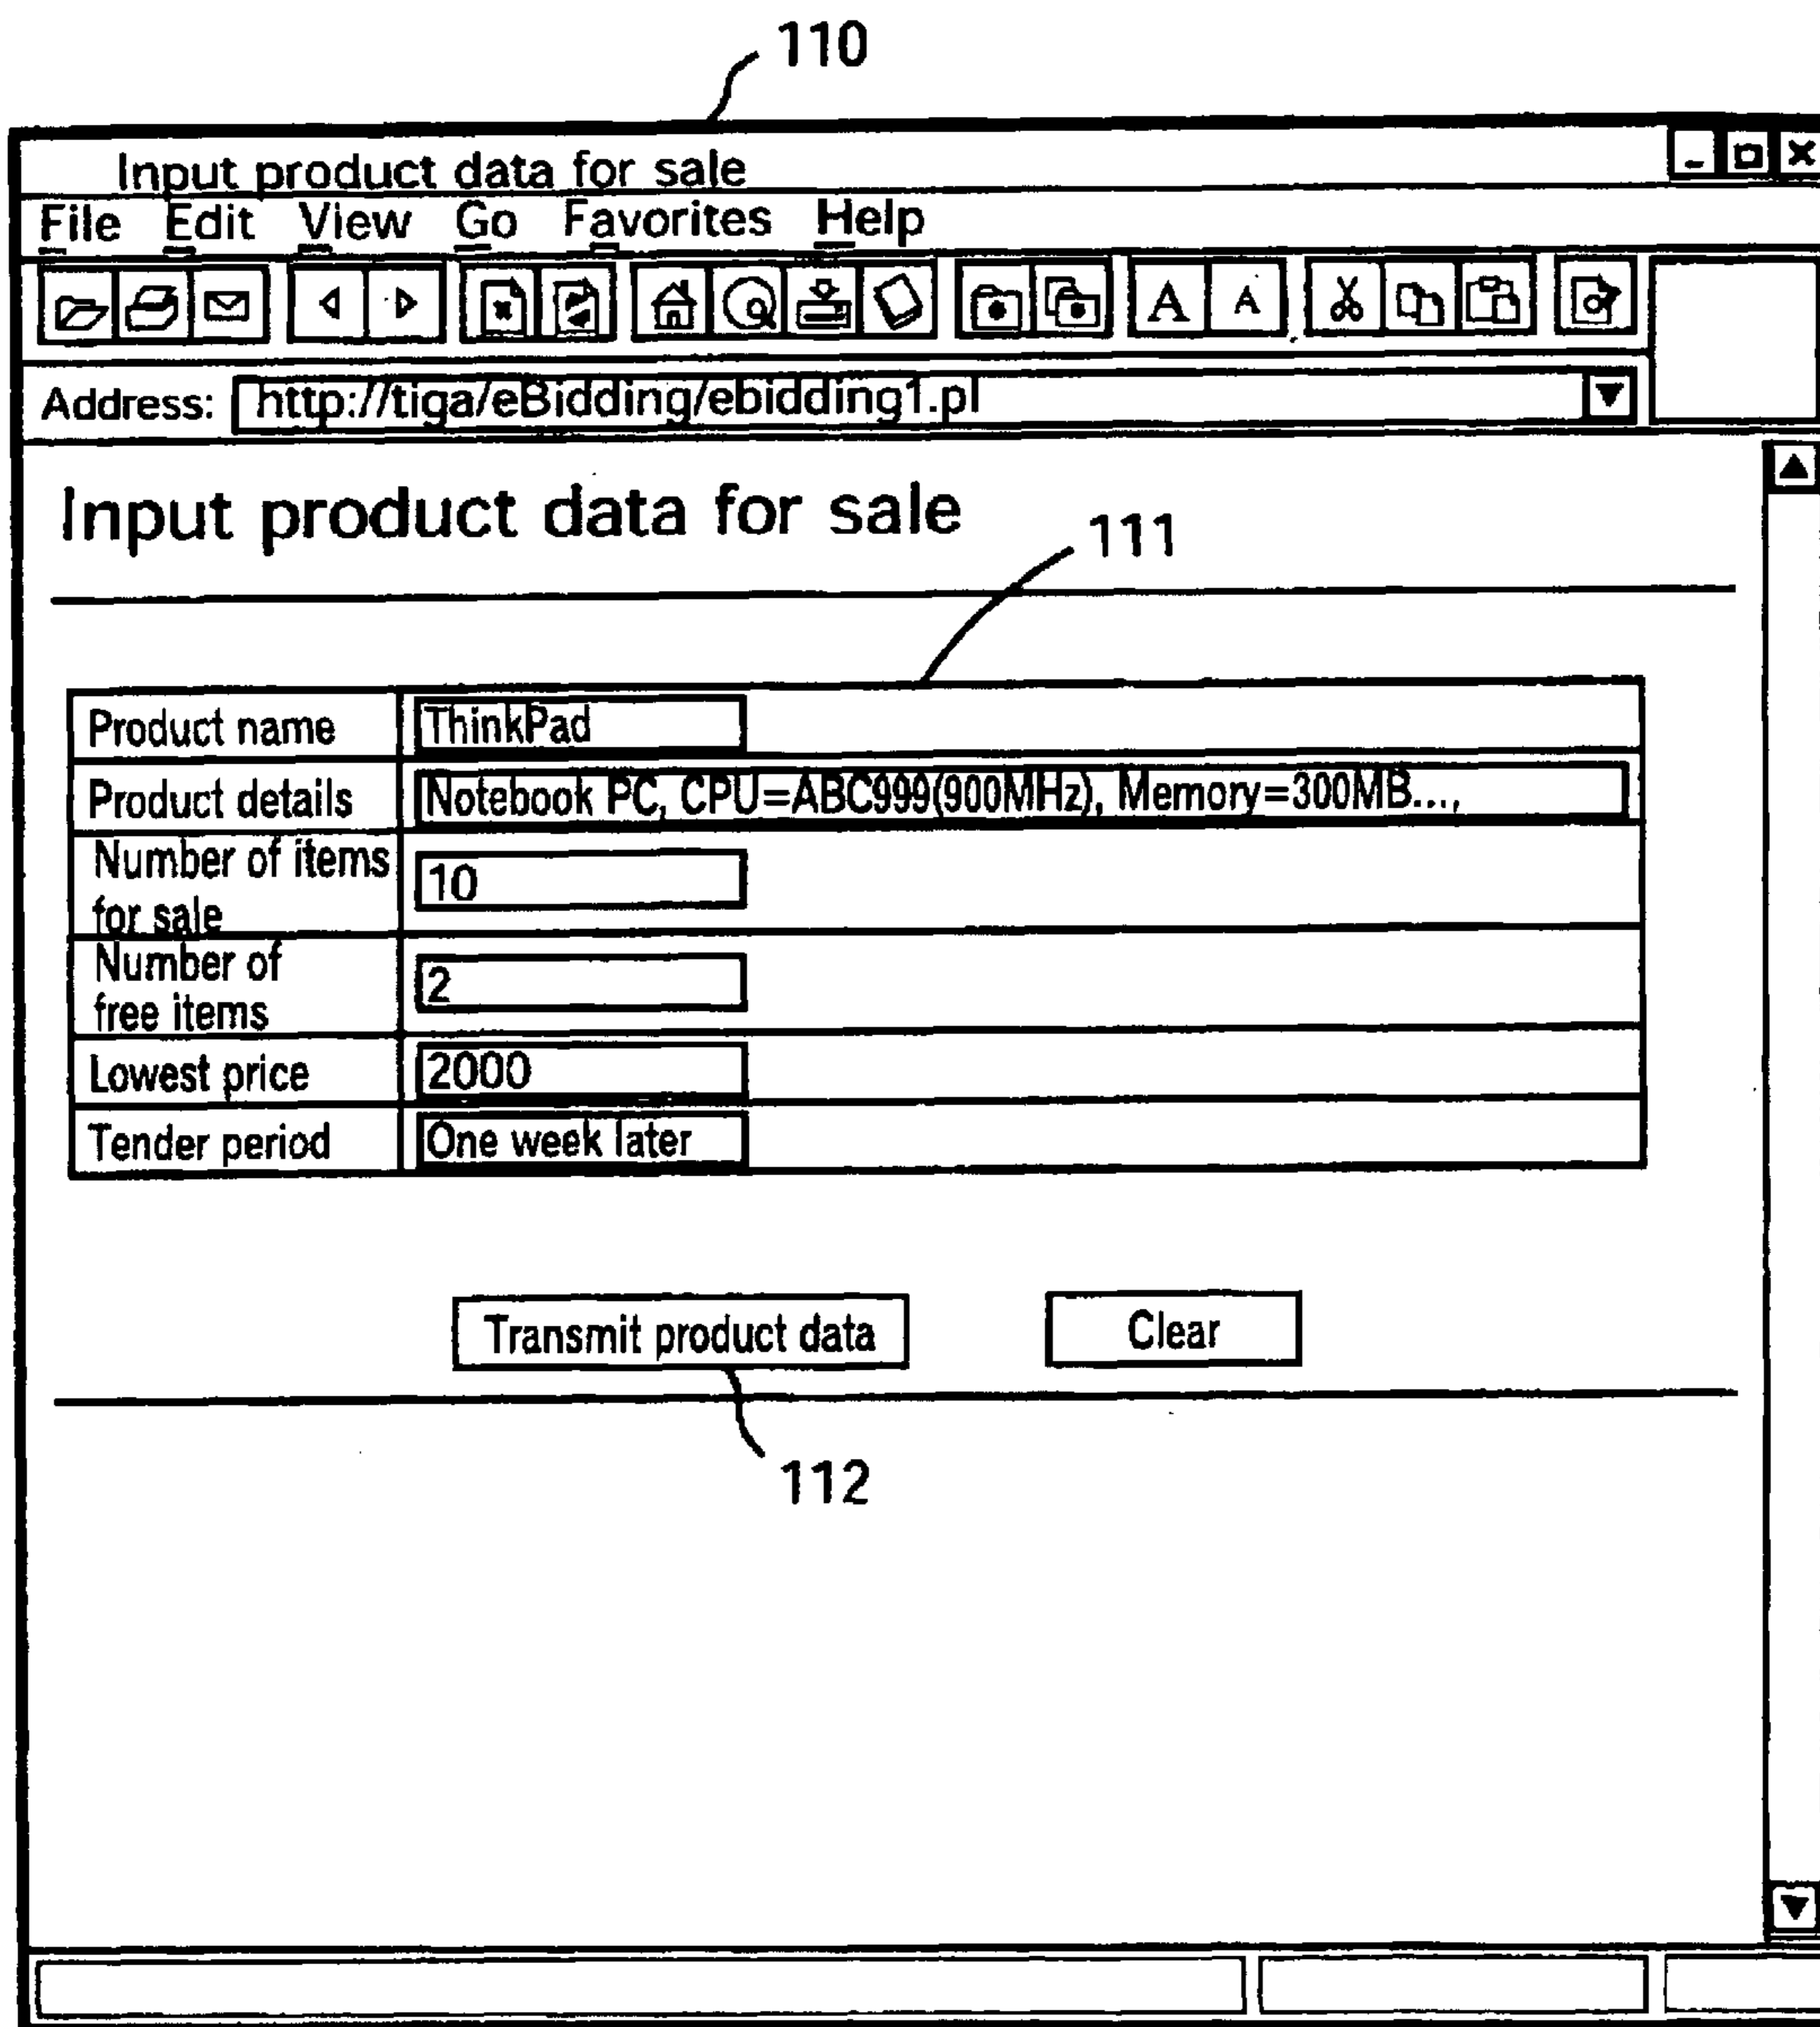 110
Input product data for sale
File Edit View Go Favorites Help
A A
Address: http://tiga/eBidding/ebidding1.pl
Input product data for sale
111
Product name ThinkPad
Product details Notebook PC, CPU=ABC999(900MHz), Memory=300MB...,
Number of items
for sale 10
Number of
free items 2
Lowest price 2000
Tender period One week later
Transmit product data Clear
112